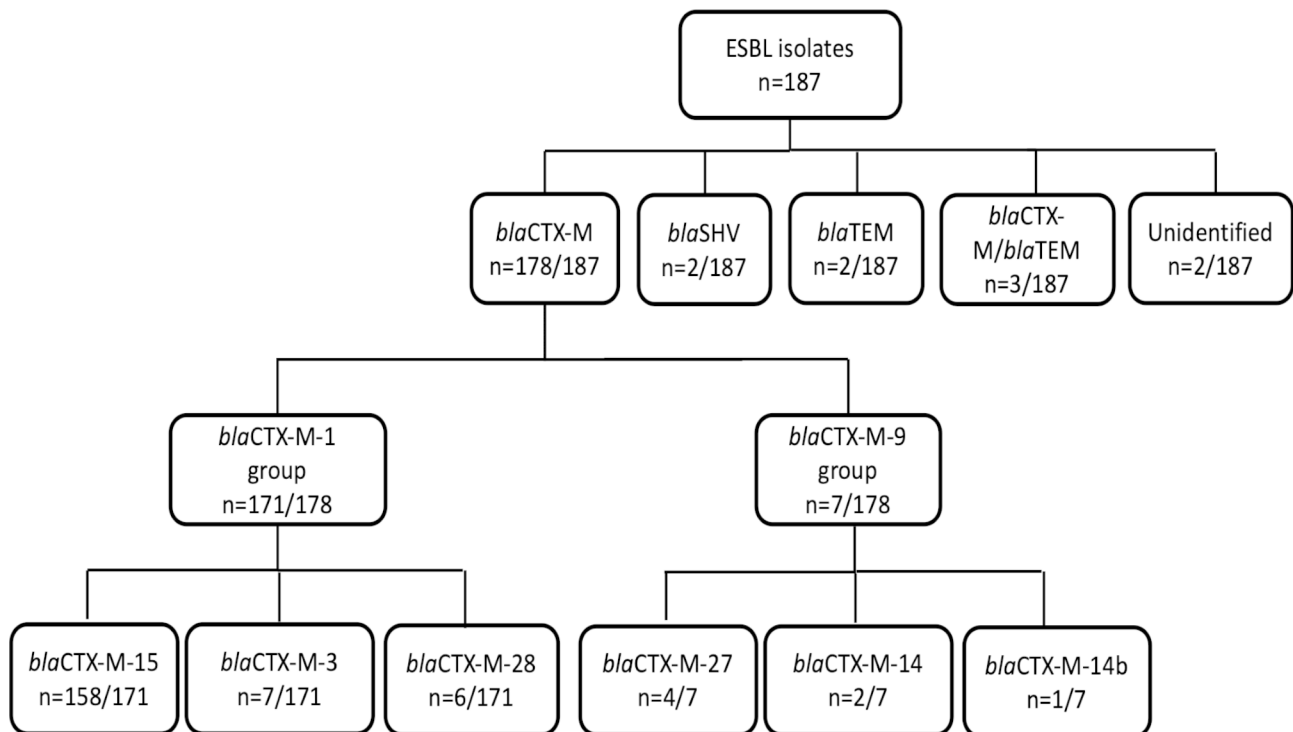 ESBL isolates
n=187
blaCTX-M
n=178/187
blaSHV
n=2/187
blaTEM
n=2/187
blaCTX-
M/blaTEM
n=3/187
Unidentified
n=2/187
blaCTX-M-1
group
n=171/178
blaCTX-M-9
group
n=7/178
blaCTX-M-15
n=158/171
blaCTX-M-3
n=7/171
blaCTX-M-28
n=6/171
blaCTX-M-27
n=4/7
blaCTX-M-14
n=2/7
blaCTX-M-14b
n=1/7